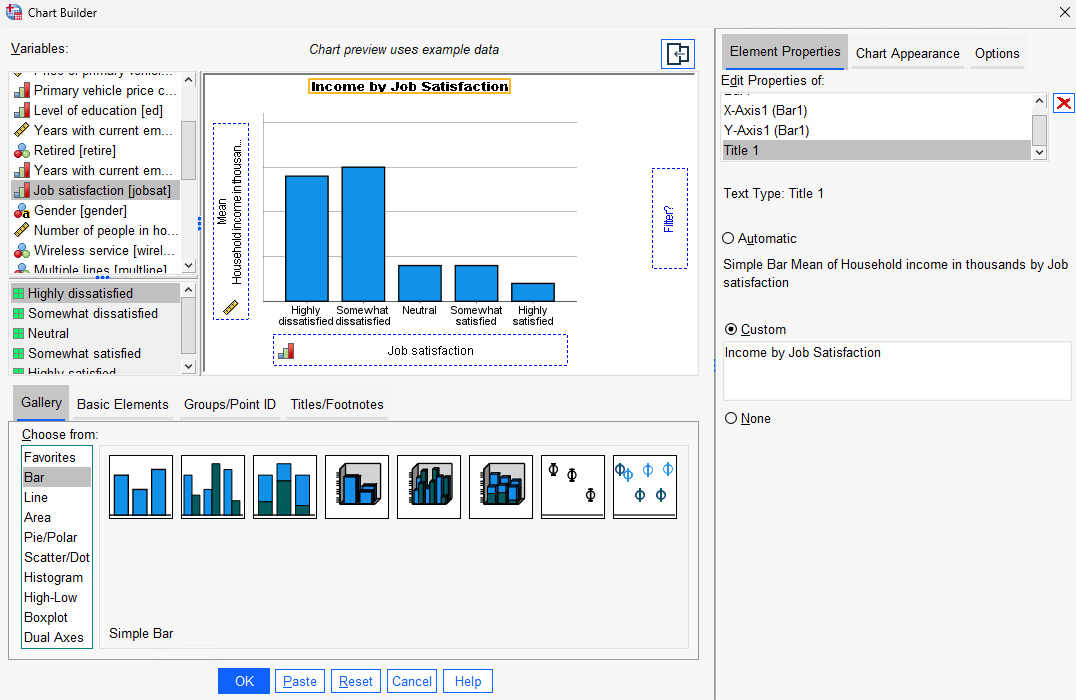 Chart Builder
Variables:
Chart preview uses example data
Price of primary vehicl...
Primary vehicle price c...
Level of education [ed]
Years with current em...
Retired [retire]
Years with current em...
Job satisfaction [jobsat]
Gender [gender]
Number of people in ho...
Wireless service [wirel...
Multiple lines [multline]
Highly dissatisfied
Somewhat dissatisfied
Neutral
Somewhat satisfied
Highly satisfied
Income by Job Satisfaction
Mean
Household income in thousan..
Filter?
Highly dissatisfied
Somewhat dissatisfied
Neutral
Somewhat satisfied
Highly satisfied
Job satisfaction
Gallery
Basic Elements
Groups/Point ID
Titles/Footnotes
Choose from:
Favorites
Bar
Line
Area
Pie/Polar
Scatter/Dot
Histogram
High-Low
Boxplot
Dual Axes
Simple Bar
OK
Paste
Reset
Cancel
Help
Element Properties
Chart Appearance
Options
Edit Properties of:
X-Axis1 (Bar1)
Y-Axis1 (Bar1)
Title 1
Text Type: Title 1
Automatic
Simple Bar Mean of Household income in thousands by Job
satisfaction
Custom
Income by Job Satisfaction
None